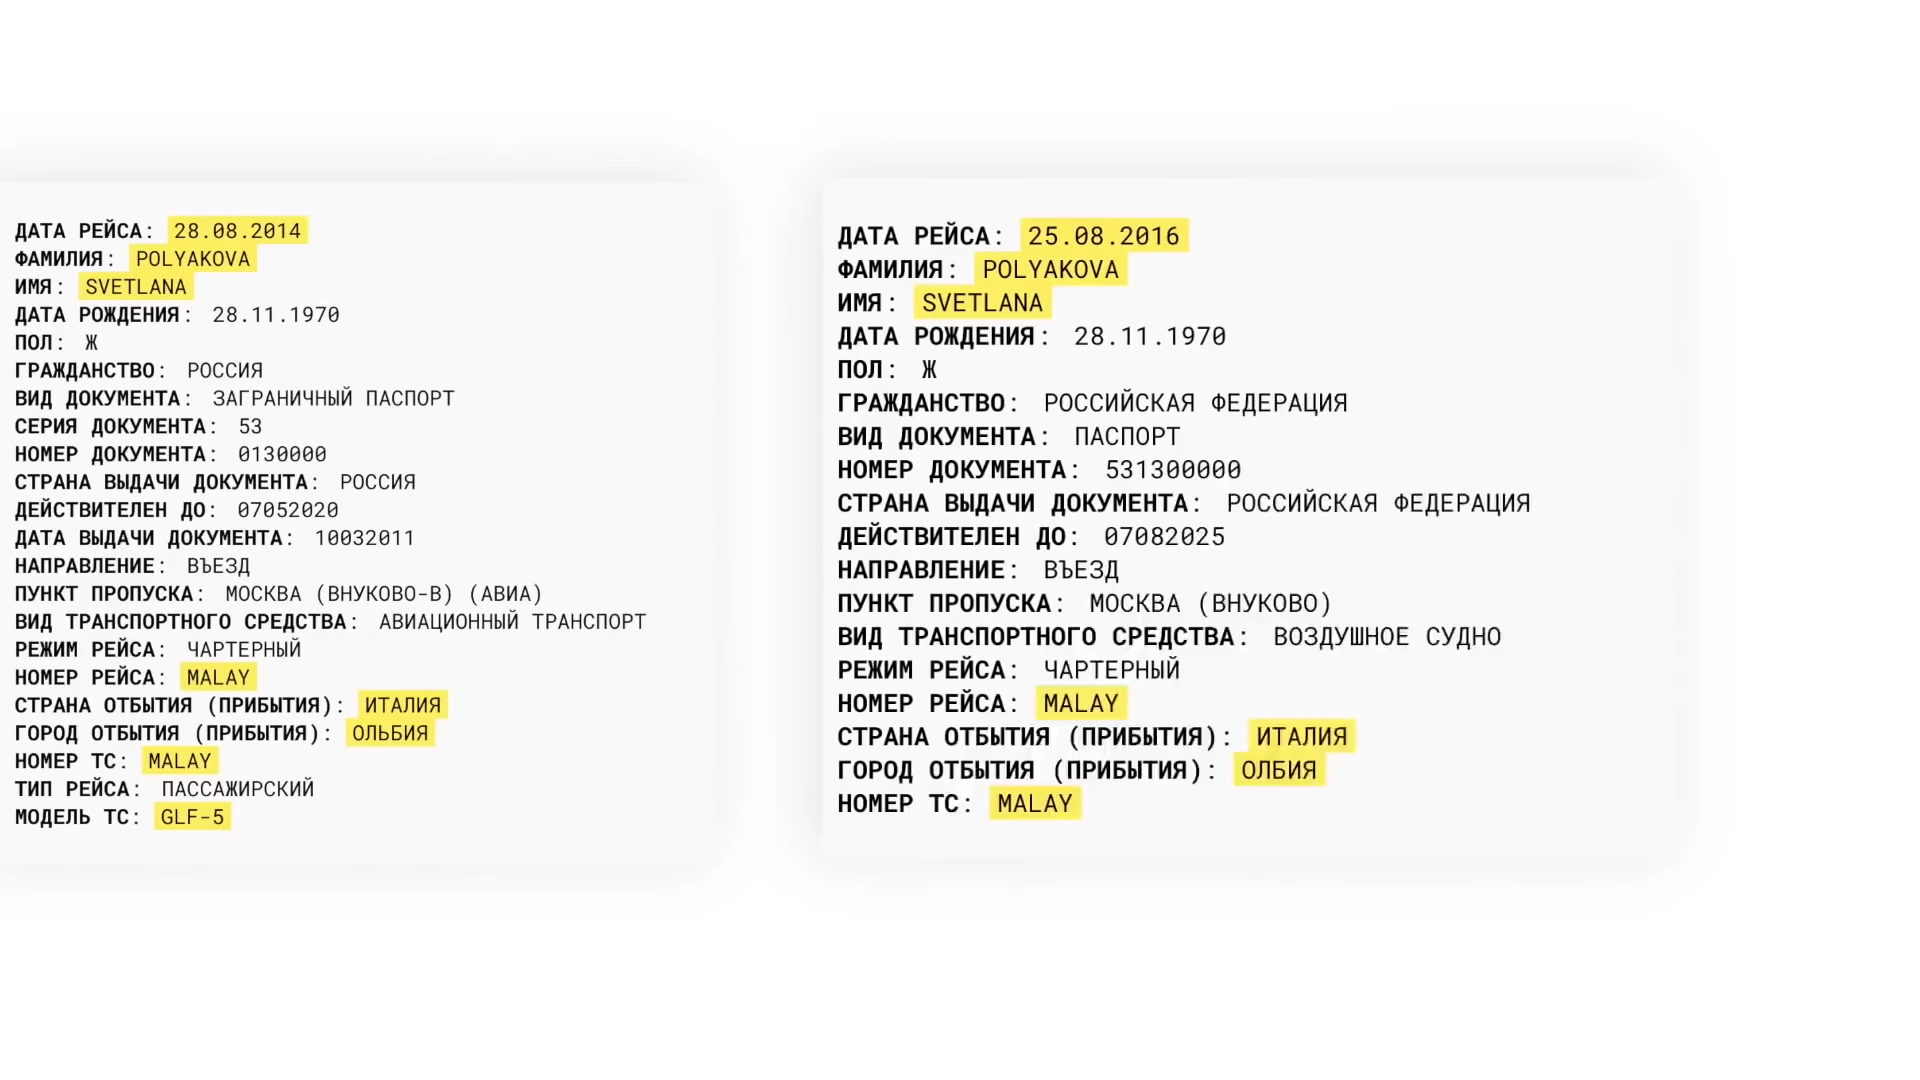 ДАТА РЕЙСА: 28.08.2014
ФАМИЛИЯ: POLYAKOVA
ИМЯ: SVETLANA
ДАТА РОЖДЕНИЯ: 28.11.1970
ПОЛ: Ж
ГРАЖДАНСТВО: РОССИЯ
ВИД ДОКУМЕНТА: ЗАГРАНИЧНЫЙ ПАСПОРТ
СЕРИЯ ДОКУМЕНТА: 53
НОМЕР ДОКУМЕНТА: 0130000
СТРАНА ВЫДАЧИ ДОКУМЕНТА: РОССИЯ
ДЕЙСТВИТЕЛЕН ДО: 07052020
ДАТА ВЫДАЧИ ДОКУМЕНТА: 10032011
НАПРАВЛЕНИЕ: ВЪЕЗД
ПУНКТ ПРОПУСКА: МОСКВА (ВНУКОВО-В) (АВИА)
ВИД ТРАНСПОРТНОГО СРЕДСТВА: АВИАЦИОННЫЙ ТРАНСПОРТ
РЕЖИМ РЕЙСА: ЧАРТЕРНЫЙ
НОМЕР РЕЙСА: MALAY
СТРАНА ОТБЫТИЯ (ПРИБЫТИЯ): ИТАЛИЯ
ГОРОД ОТБЫТИЯ (ПРИБЫТИЯ): ОЛЬБИЯ
НОМЕР ТС: MALAY
ТИП РЕЙСА: ПАССАЖИРСКИЙ
МОДЕЛЬ ТС: GLF-5
ДАТА РЕЙСА: 25.08.2016
ФАМИЛИЯ: POLYAKOVA
ИМЯ: SVETLANA
ДАТА РОЖДЕНИЯ: 28.11.1970
ПОЛ: Ж
ГРАЖДАНСТВО: РОССИЙСКАЯ ФЕДЕРАЦИЯ
ВИД ДОКУМЕНТА: ПАСПОРТ
НОМЕР ДОКУМЕНТА: 531300000
СТРАНА ВЫДАЧИ ДОКУМЕНТА: РОССИЙСКАЯ ФЕДЕРАЦИЯ
ДЕЙСТВИТЕЛЕН ДО: 07082025
НАПРАВЛЕНИЕ: ВЪЕЗД
ПУНКТ ПРОПУСКА: МОСКВА (ВНУКОВО)
ВИД ТРАНСПОРТНОГО СРЕДСТВА: ВОЗДУШНОЕ СУДНО
РЕЖИМ РЕЙСА: ЧАРТЕРНЫЙ
НОМЕР РЕЙСА: MALAY
СТРАНА ОТБЫТИЯ (ПРИБЫТИЯ): ИТАЛИЯ
ГОРОД ОТБЫТИЯ (ПРИБЫТИЯ): ОЛБИЯ
НОМЕР ТС: MALAY